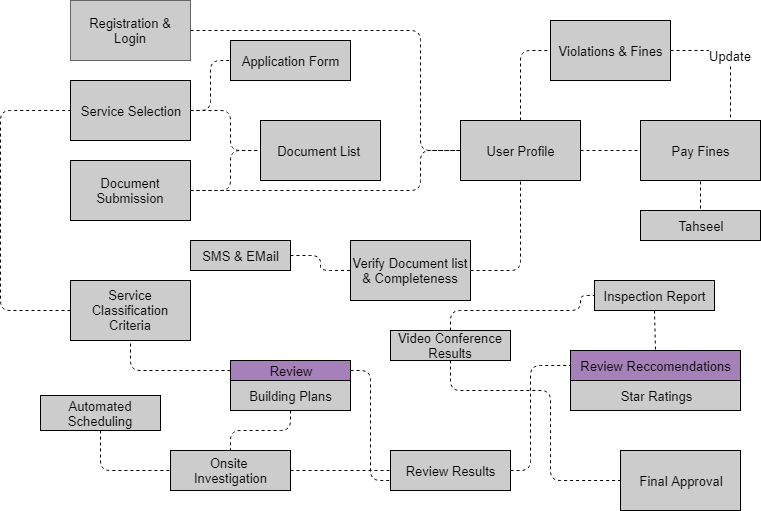 Registration &
Login
Application Form
Violations & Fines
Update
Service Selection
Document List
User Profile
Pay Fines
Document
Submission
Tahseel
SMS & EMail
Verify Document list
& Completeness
Service
Classification
Criteria
Inspection Report
Video Conference
Results
Review
Building Plans
Review Reccomendations
Star Ratings
Automated
Scheduling
Onsite
Investigation
Review Results
Final Approval